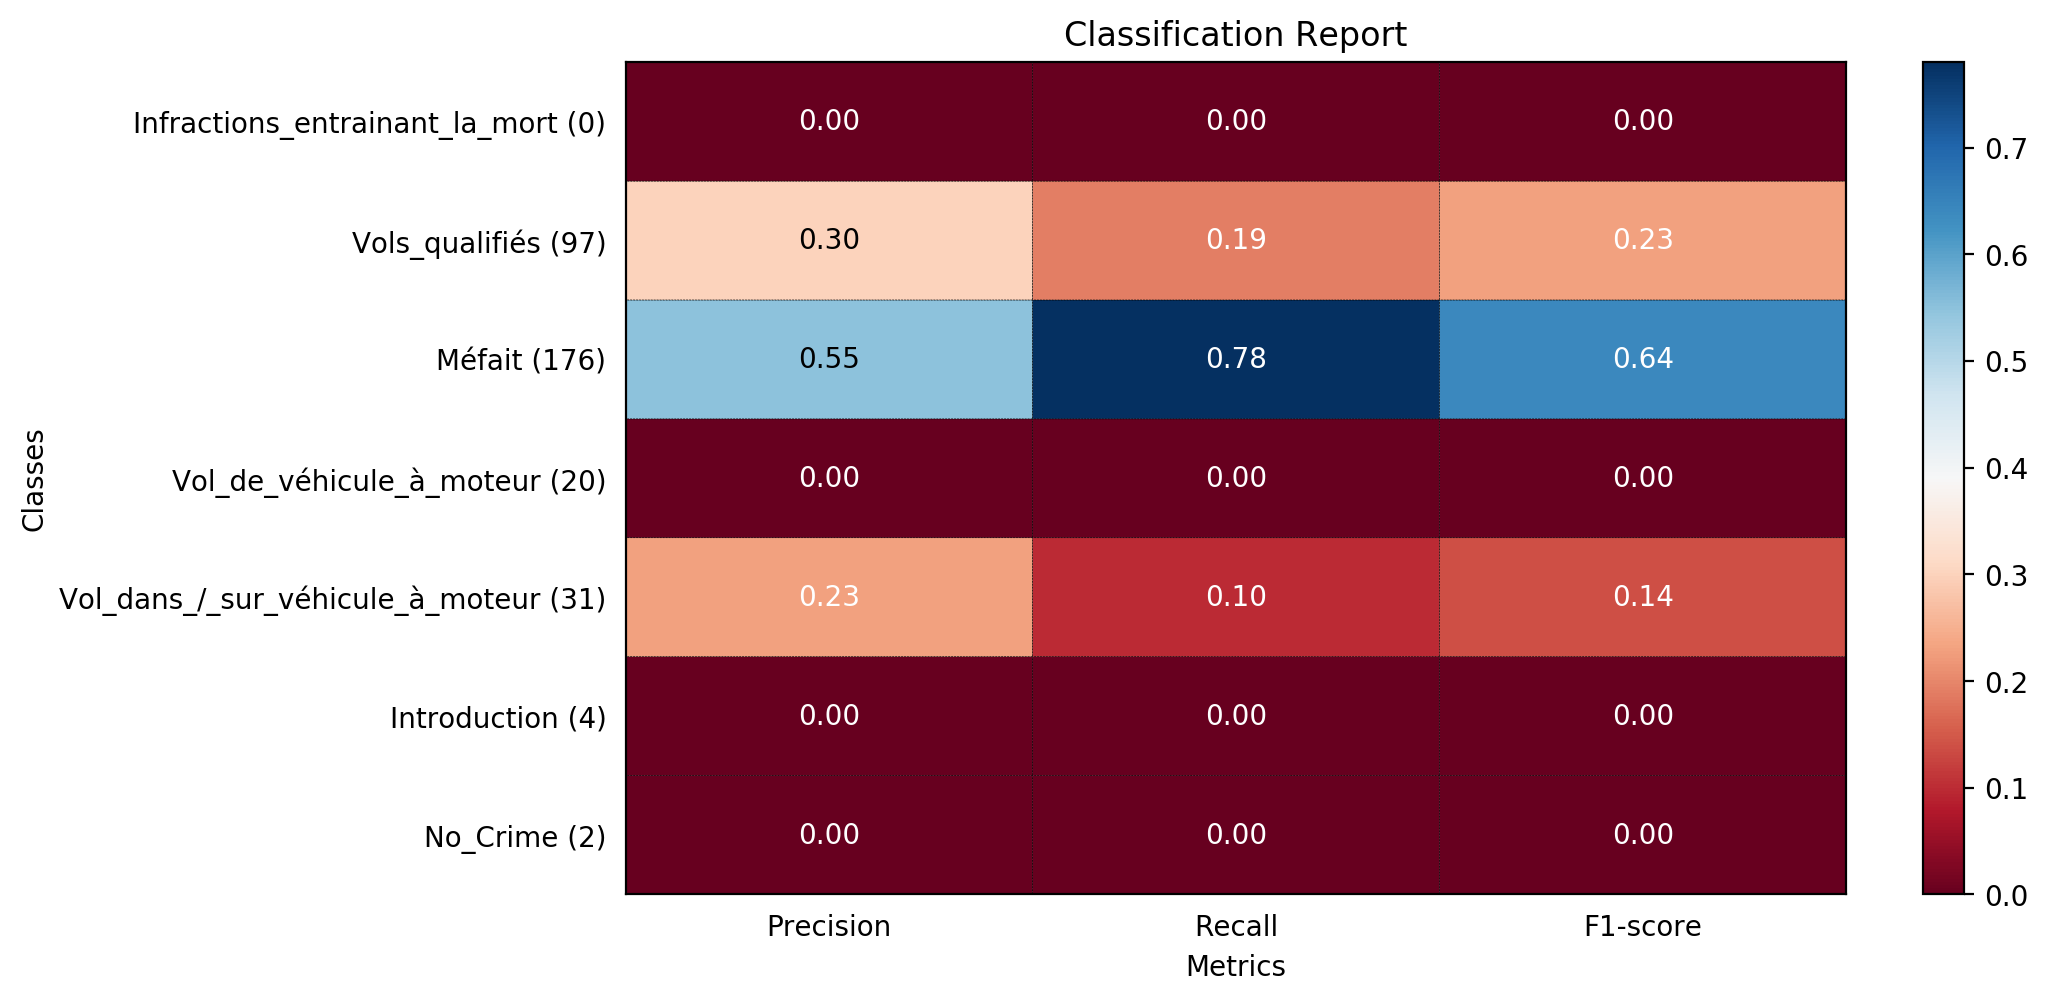 Classification Report
Infractions_entrainant_la_mort (0) 0.00 0.00 0.00
Vols_qualifiés (97) 0.30 0.19 0.23
Méfait (176) 0.55 0.78 0.64
Vol_de_véhicule_à_moteur (20) 0.00 0.00 0.00
Vol_dans_/_sur_véhicule_à_moteur (31) 0.23 0.10 0.14
Introduction (4) 0.00 0.00 0.00
No_Crime (2) 0.00 0.00 0.00
Classes
Precision Recall F1-score
Metrics
0.7
0.6
0.5
0.4
0.3
0.2
0.1
0.0